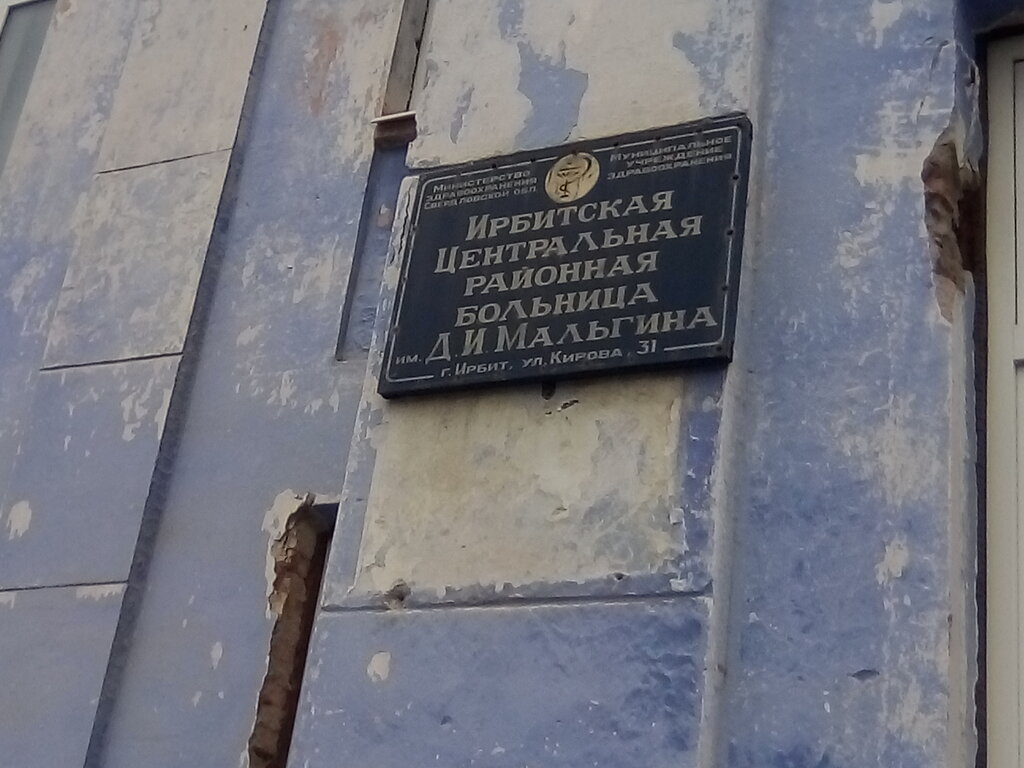 Министерство
здравоохранения
Свердловской обл.
Муниципальное
учреждение
здравоохранения
Ирбитская
Центральная
районная
больница
им. Д.И.Мальгина
г. Ирбит, ул. Кирова, 31